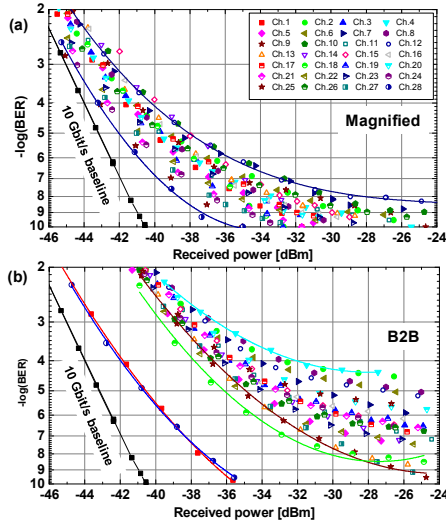 (a)
Ch.1 Ch.2 Ch.3 Ch.4
Ch.5 Ch.6 Ch.7 Ch.8
Ch.9 Ch.10 Ch.11 Ch.12
Ch.13 Ch.14 Ch.15 Ch.16
Ch.17 Ch.18 Ch.19 Ch.20
Ch.21 Ch.22 Ch.23 Ch.24
Ch.25 Ch.26 Ch.27 Ch.28
Magnified
10 Gbit/s baseline
-log(BER)
2
3
4
5
6
7
8
9
10
-46 -44 -42 -40 -38 -36 -34 -32 -30 -28 -26 -24
Received power [dBm]
(b)
B2B
10 Gbit/s baseline
-log(BER)
2
3
4
5
6
7
8
9
10
-46 -44 -42 -40 -38 -36 -34 -32 -30 -28 -26 -24
Received power [dBm]